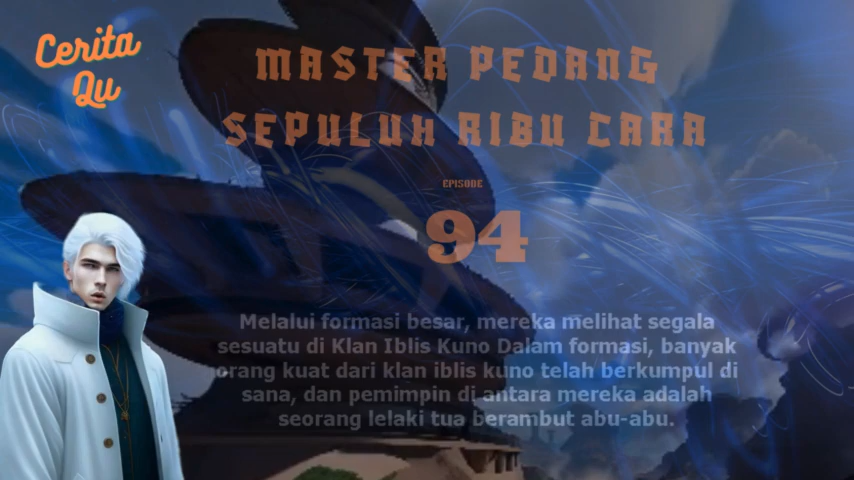 Cerita
Qu
MASTER PEDANG
SEPULUH RIBU CARA
EPISODE
94
Melalui formasi besar, mereka melihat segala
sesuatu di Klan Iblis Kuno Dalam formasi, banyak
orang kuat dari klan iblis kuno telah berkumpul di
sana, dan pemimpin di antara mereka adalah
seorang lelaki tua berambut abu-abu.